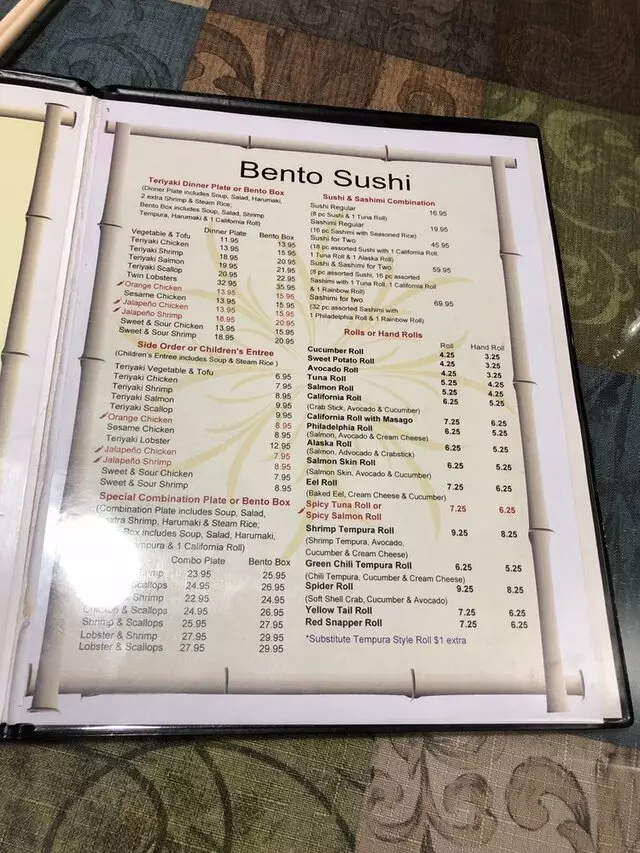 Bento Sushi
Teriyaki Dinner Plate or Bento Box
(Dinner Plate includes Soup, Salad, Harumaki,
2 extra Shrimp & Steam Rice;
Bento Box includes Soup, Salad, Shrimp
Tempura, Harumaki & 1 California Roll)
Dinner Plate Bento Box
Vegetable & Tofu 11.95 13.95
Teriyaki Chicken 13.95 15.95
Teriyaki Shrimp 18.95 20.95
Teriyaki Salmon 19.95 21.95
Teriyaki Scallop 20.95 22.95
Twin Lobsters 32.95 35.95
Orange Chicken 13.95 15.95
Sesame Chicken 13.95 15.95
Jalapeño Chicken 13.95 15.95
Jalapeño Shrimp 18.95 20.95
Sweet & Sour Chicken 13.95 15.95
Sweet & Sour Shrimp 18.95 20.95
Side Order or Children's Entree
(Children's Entree includes Soup & Steam Rice )
Teriyaki Vegetable & Tofu 6.95
Teriyaki Chicken 7.95
Teriyaki Shrimp 8.95
Teriyaki Salmon 9.95
Teriyaki Scallop 9.95
Orange Chicken 8.95
Sesame Chicken 8.95
Teriyaki Lobster 12.95
Jalapeño Chicken 7.95
Jalapeño Shrimp 8.95
Sweet & Sour Chicken 7.95
Sweet & Sour Shrimp 8.95
Special Combination Plate or Bento Box
(Combination Plate includes Soup, Salad,
extra Shrimp, Harumaki & Steam Rice;
Box includes Soup, Salad, Harumaki,
& 1 California Roll)
Combo Plate Bento Box
23.95 25.95
24.95 26.95
22.95 24.95
& Scallops 24.95 26.95
Shrimp & Scallops 25.95 27.95
Lobster & Shrimp 27.95 29.95
Lobster & Scallops 27.95 29.95
Sushi & Sashimi Combination
Sushi Regular 16.95
(8 pc Sushi & 1 Tuna Roll)
Sashimi Regular 19.95
(16 pc Sashimi with Seasoned Rice)
Sushi for Two 45.95
(18 pc assorted Sushi with 1 California Roll,
1 Tuna Roll & 1 Alaska Roll)
Sushi & Sashimi for Two 59.95
(8 pc assorted Sushi, 16 pc assorted
Sashimi with 1 Tuna Roll, 1 California Roll
& 1 Rainbow Roll)
Sashimi for two 69.95
(32 pc assorted Sashimi with
1 Philadelphia Roll & 1 Rainbow Roll)
Rolls or Hand Rolls
Roll Hand Roll
Cucumber Roll 4.25 3.25
Sweet Potato Roll 4.25 3.25
Avocado Roll 4.25 3.25
Tuna Roll 5.25 4.25
Salmon Roll 5.25 4.25
California Roll 6.25 5.25
(Crab Stick, Avocado & Cucumber)
California Roll with Masago 7.25 6.25
Philadelphia Roll 6.25 5.25
(Salmon, Avocado & Cream Cheese)
Alaska Roll 6.25 5.25
(Salmon, Avocado & Crabstick)
Salmon Skin Roll 6.25 5.25
(Salmon Skin, Avocado & Cucumber)
Eel Roll 7.25 6.25
(Baked Eel, Cream Cheese & Cucumber)
Spicy Tuna Roll or 7.25 6.25
Spicy Salmon Roll
Shrimp Tempura Roll 9.25 8.25
(Shrimp Tempura, Avocado,
Cucumber & Cream Cheese)
Green Chili Tempura Roll 6.25 5.25
(Chili Tempura, Cucumber & Cream Cheese)
Spider Roll 9.25 8.25
(Soft Shell Crab, Cucumber & Avocado)
Yellow Tail Roll 7.25 6.25
Red Snapper Roll 7.25 6.25
*Substitute Tempura Style Roll $1 extra